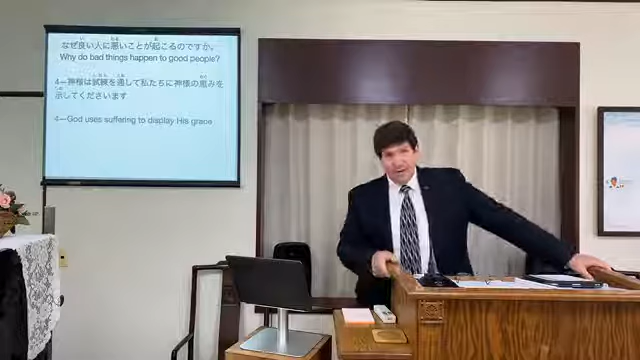 なぜ良い人に悪いことが起こるのですか。
Why do bad things happen to good people?
4—神様は試練を通して私たちに神様の恵みを
示してくださいます
4—God uses suffering to display His grace